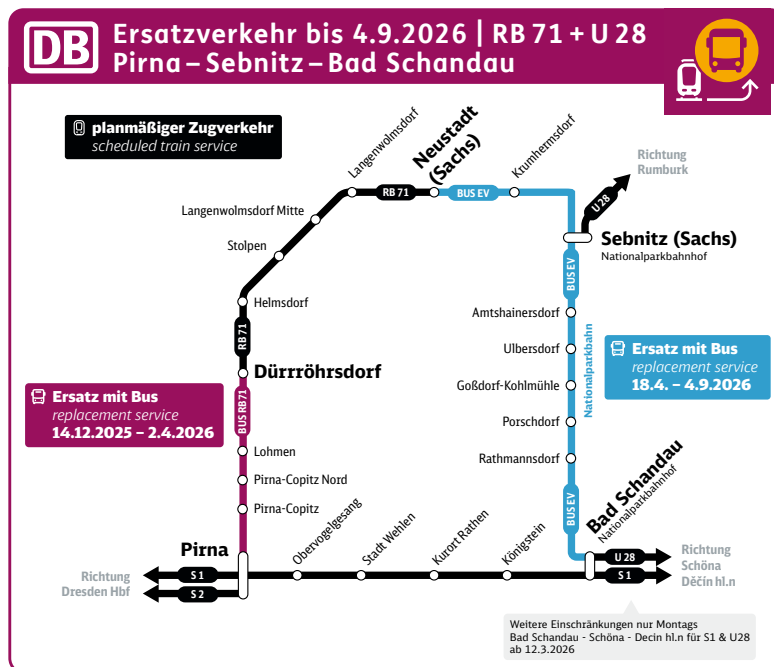 DB
Ersatzverkehr bis 4.9.2026 | RB 71 + U 28
Pirna – Sebnitz – Bad Schandau
planmäßiger Zugverkehr
scheduled train service
Langenwolmsdorf
Neustadt
(Sachs)
Krumhermsdorf
Richtung
Rumburk
RB 71
BUS EV
U 28
Langenwolmsdorf Mitte
Sebnitz (Sachs)
Nationalparkbahnhof
Stolpen
BUS EV
Helmsdorf
Amtshainersdorf
RB 71
Ulbersdorf
Nationalparkbahn
Ersatz mit Bus
replacement service
18.4. – 4.9.2026
Dürrröhrsdorf
Goßdorf-Kohlmühle
Ersatz mit Bus
replacement service
14.12.2025 – 2.4.2026
BUS RB71
Porschdorf
Lohmen
Rathmannsdorf
Pirna-Copitz Nord
Pirna-Copitz
BUS EV
Bad Schandau
Nationalparkbahnhof
Pirna
Obervogelgesang
Stadt Wehlen
Kurort Rathen
Königstein
U 28
S 1
Richtung
Schöna
Děčín hl.n
Richtung
Dresden Hbf
S 1
S 2
Weitere Einschränkungen nur Montags
Bad Schandau - Schöna - Decin hl.n für S1 & U28
ab 12.3.2026